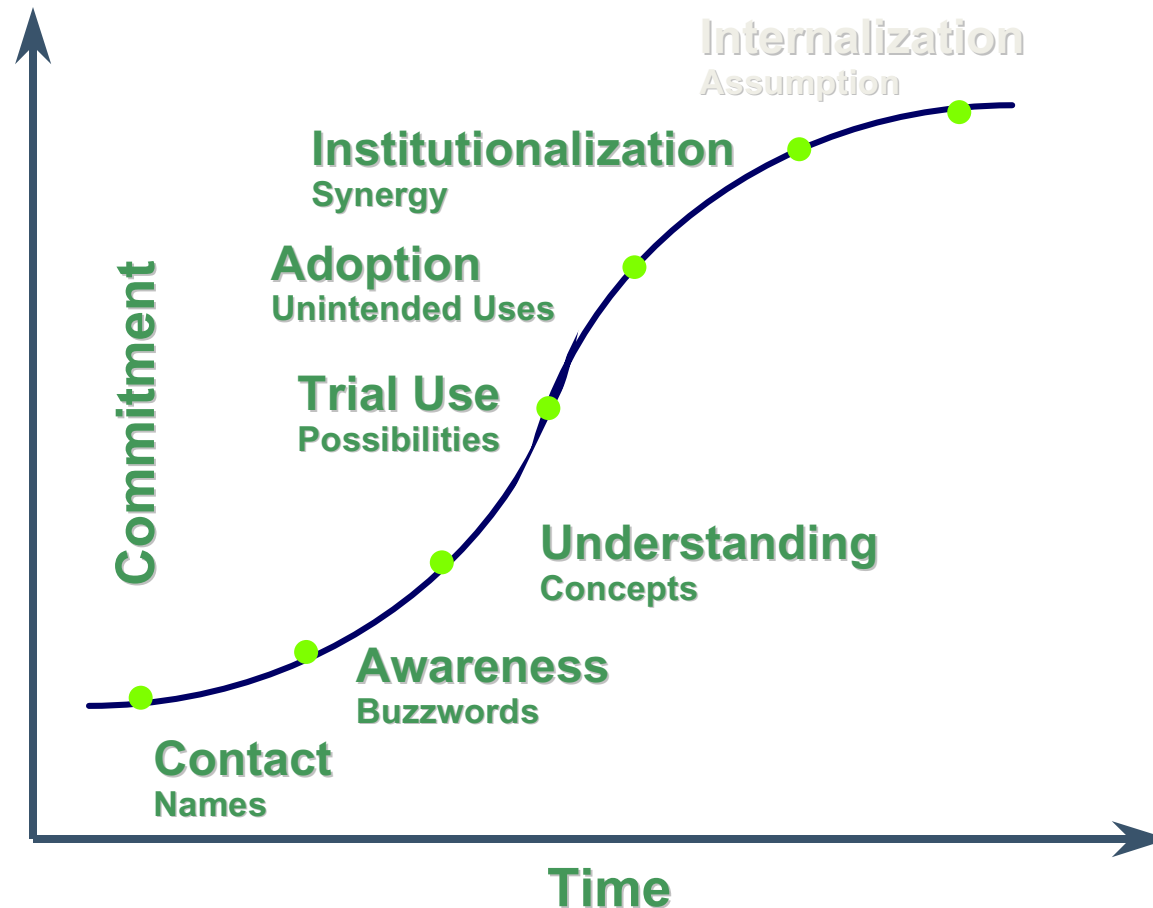 Internalization
Assumption
Institutionalization
Synergy
Adoption
Unintended Uses
Commitment
Trial Use
Possibilities
Understanding
Concepts
Awareness
Buzzwords
Contact
Names
Time